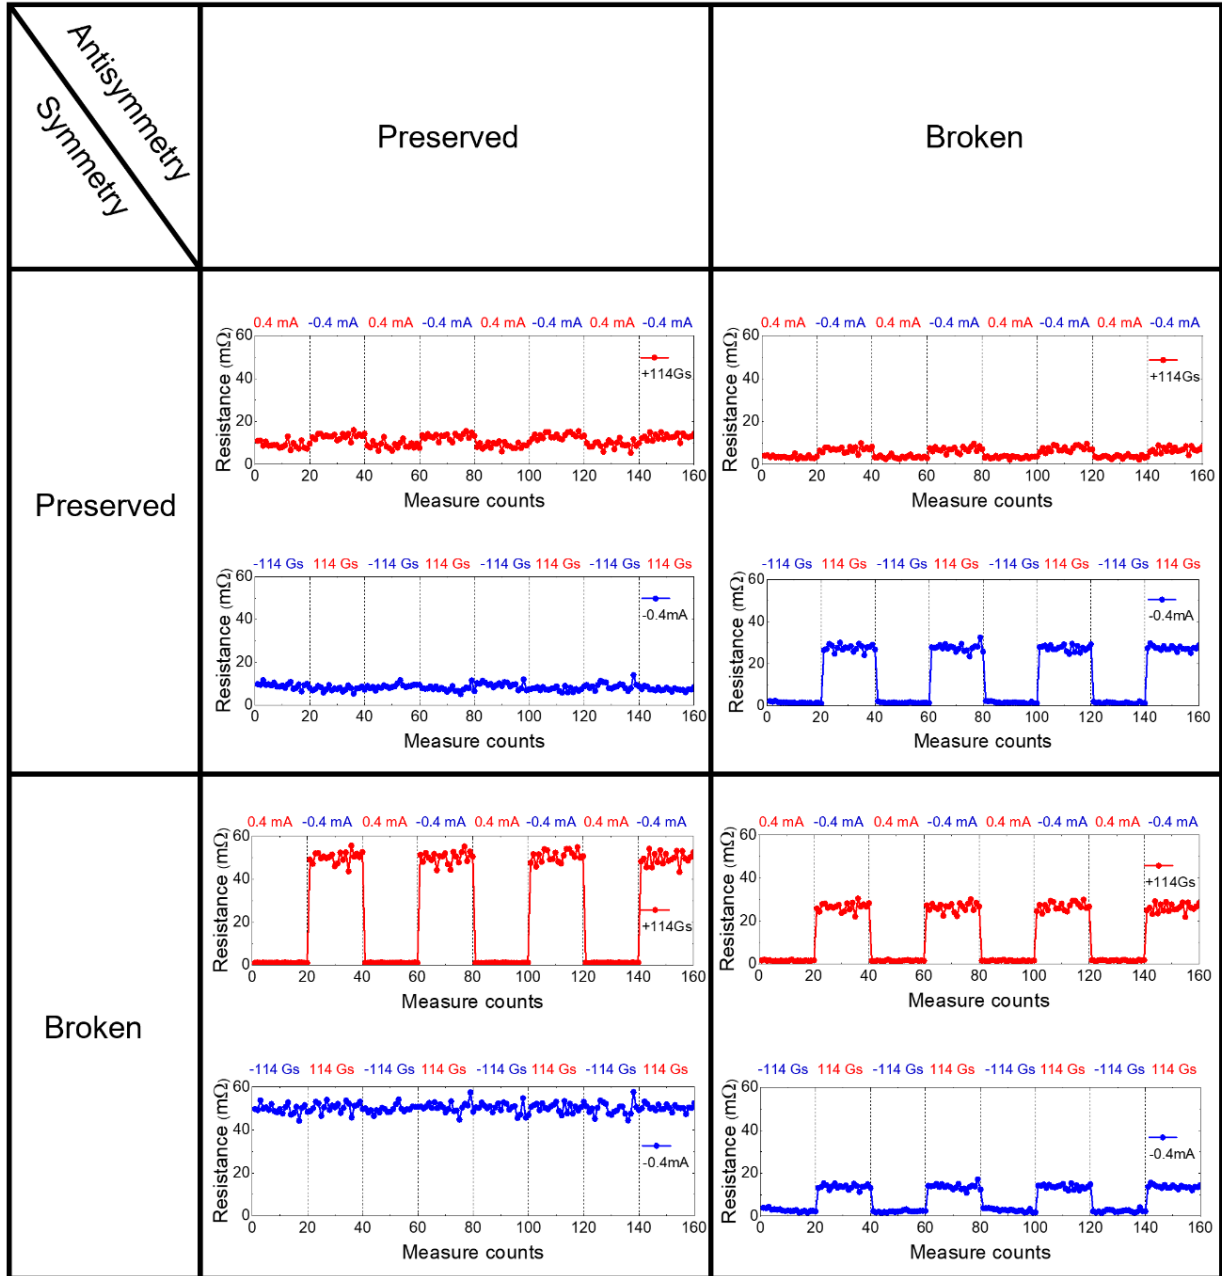 Antisymmetry
Symmetry
Preserved
Broken
Preserved
0.4 mA -0.4 mA 0.4 mA -0.4 mA 0.4 mA -0.4 mA 0.4 mA -0.4 mA
Resistance (mΩ)
60
40
20
0
+114Gs
0 20 40 60 80 100 120 140 160
Measure counts
-114 Gs 114 Gs -114 Gs 114 Gs -114 Gs 114 Gs -114 Gs 114 Gs
Resistance (mΩ)
60
40
20
0
-0.4mA
0 20 40 60 80 100 120 140 160
Measure counts
0.4 mA -0.4 mA 0.4 mA -0.4 mA 0.4 mA -0.4 mA 0.4 mA -0.4 mA
Resistance (mΩ)
60
40
20
0
+114Gs
0 20 40 60 80 100 120 140 160
Measure counts
-114 Gs 114 Gs -114 Gs 114 Gs -114 Gs 114 Gs -114 Gs 114 Gs
Resistance (mΩ)
60
40
20
0
-0.4mA
0 20 40 60 80 100 120 140 160
Measure counts
Broken
0.4 mA -0.4 mA 0.4 mA -0.4 mA 0.4 mA -0.4 mA 0.4 mA -0.4 mA
Resistance (mΩ)
60
40
20
0
+114Gs
0 20 40 60 80 100 120 140 160
Measure counts
-114 Gs 114 Gs -114 Gs 114 Gs -114 Gs 114 Gs -114 Gs 114 Gs
Resistance (mΩ)
60
40
20
0
-0.4mA
0 20 40 60 80 100 120 140 160
Measure counts
0.4 mA -0.4 mA 0.4 mA -0.4 mA 0.4 mA -0.4 mA 0.4 mA -0.4 mA
Resistance (mΩ)
60
40
20
0
+114Gs
0 20 40 60 80 100 120 140 160
Measure counts
-114 Gs 114 Gs -114 Gs 114 Gs -114 Gs 114 Gs -114 Gs 114 Gs
Resistance (mΩ)
60
40
20
0
-0.4mA
0 20 40 60 80 100 120 140 160
Measure counts